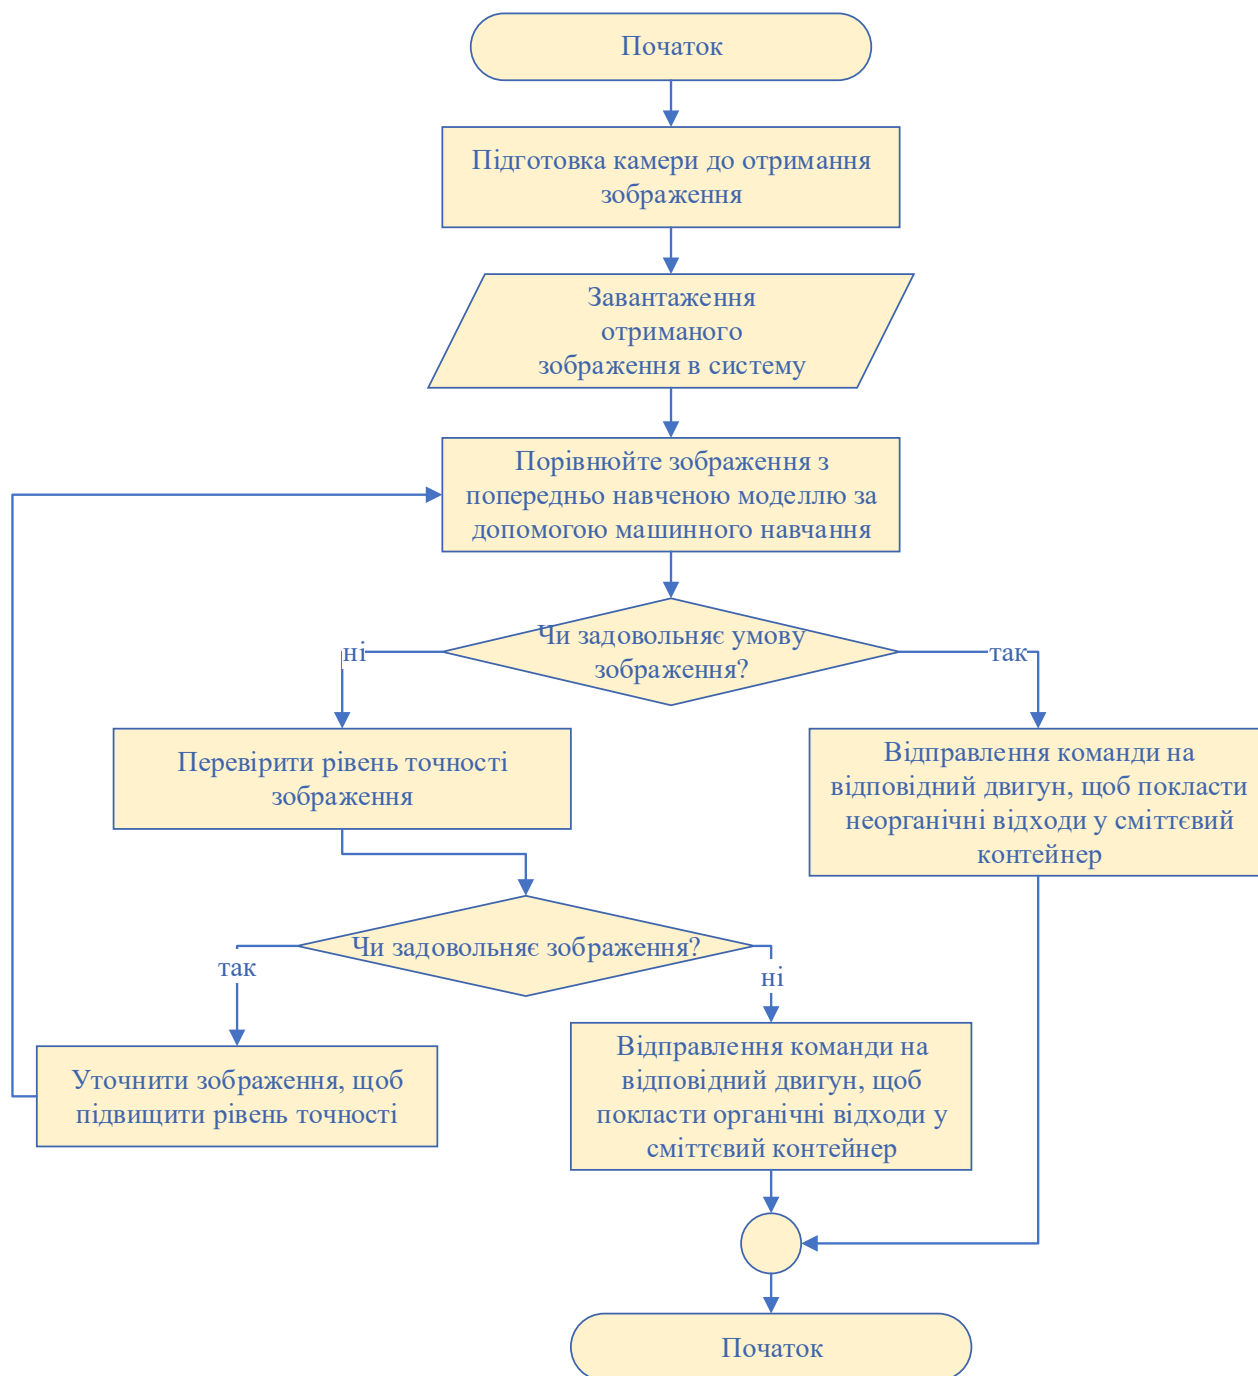 Початок
Підготовка камери до отримання
зображення
Завантаження
отриманого
зображення в систему
Порівнюйте зображення з
попередньо навченою моделлю за
допомогою машинного навчання
Чи задовольняє умову
зображення?
ні
так
Перевірити рівень точності
зображення
Відправлення команди на
відповідний двигун, щоб покласти
неорганічні відходи у сміттєвий
контейнер
Чи задовольняє зображення?
так
ні
Уточнити зображення, щоб
підвищити рівень точності
Відправлення команди на
відповідний двигун, щоб
покласти органічні відходи у
сміттєвий контейнер
Початок